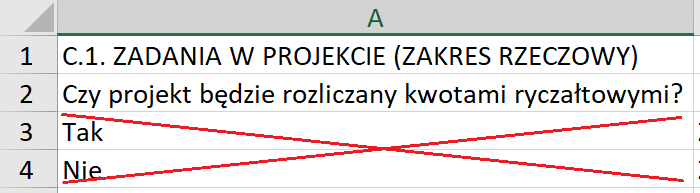 A
1 C.1. ZADANIA W PROJEKCIE (ZAKRES RZECZOWY)
2 Czy projekt będzie rozliczany kwotami ryczałtowymi?
3 Tak
4 Nie